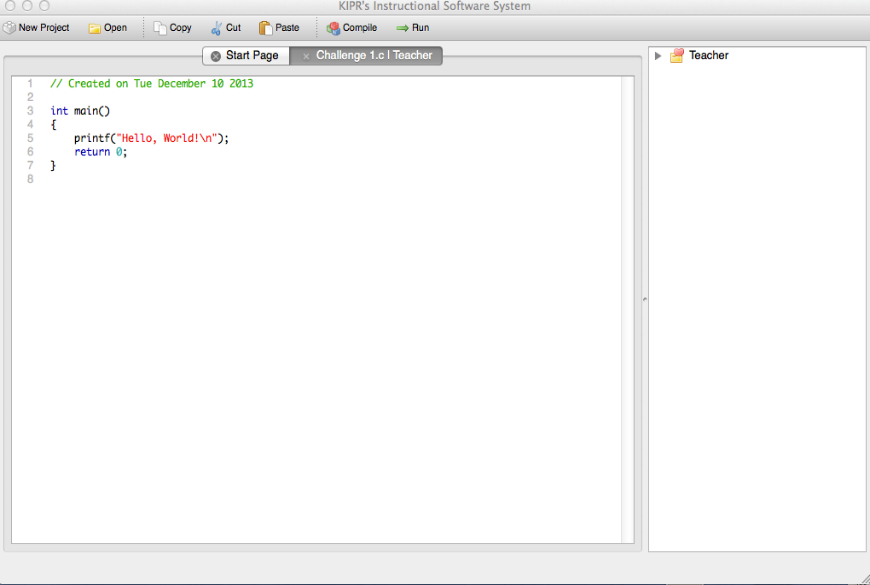 KIPR's Instructional Software System
New Project Open Copy Cut Paste Compile Run
Start Page Challenge 1.c | Teacher
Teacher
1 // Created on Tue December 10 2013
2
3 int main()
4 {
5 printf("Hello, World!\n");
6 return 0;
7 }
8